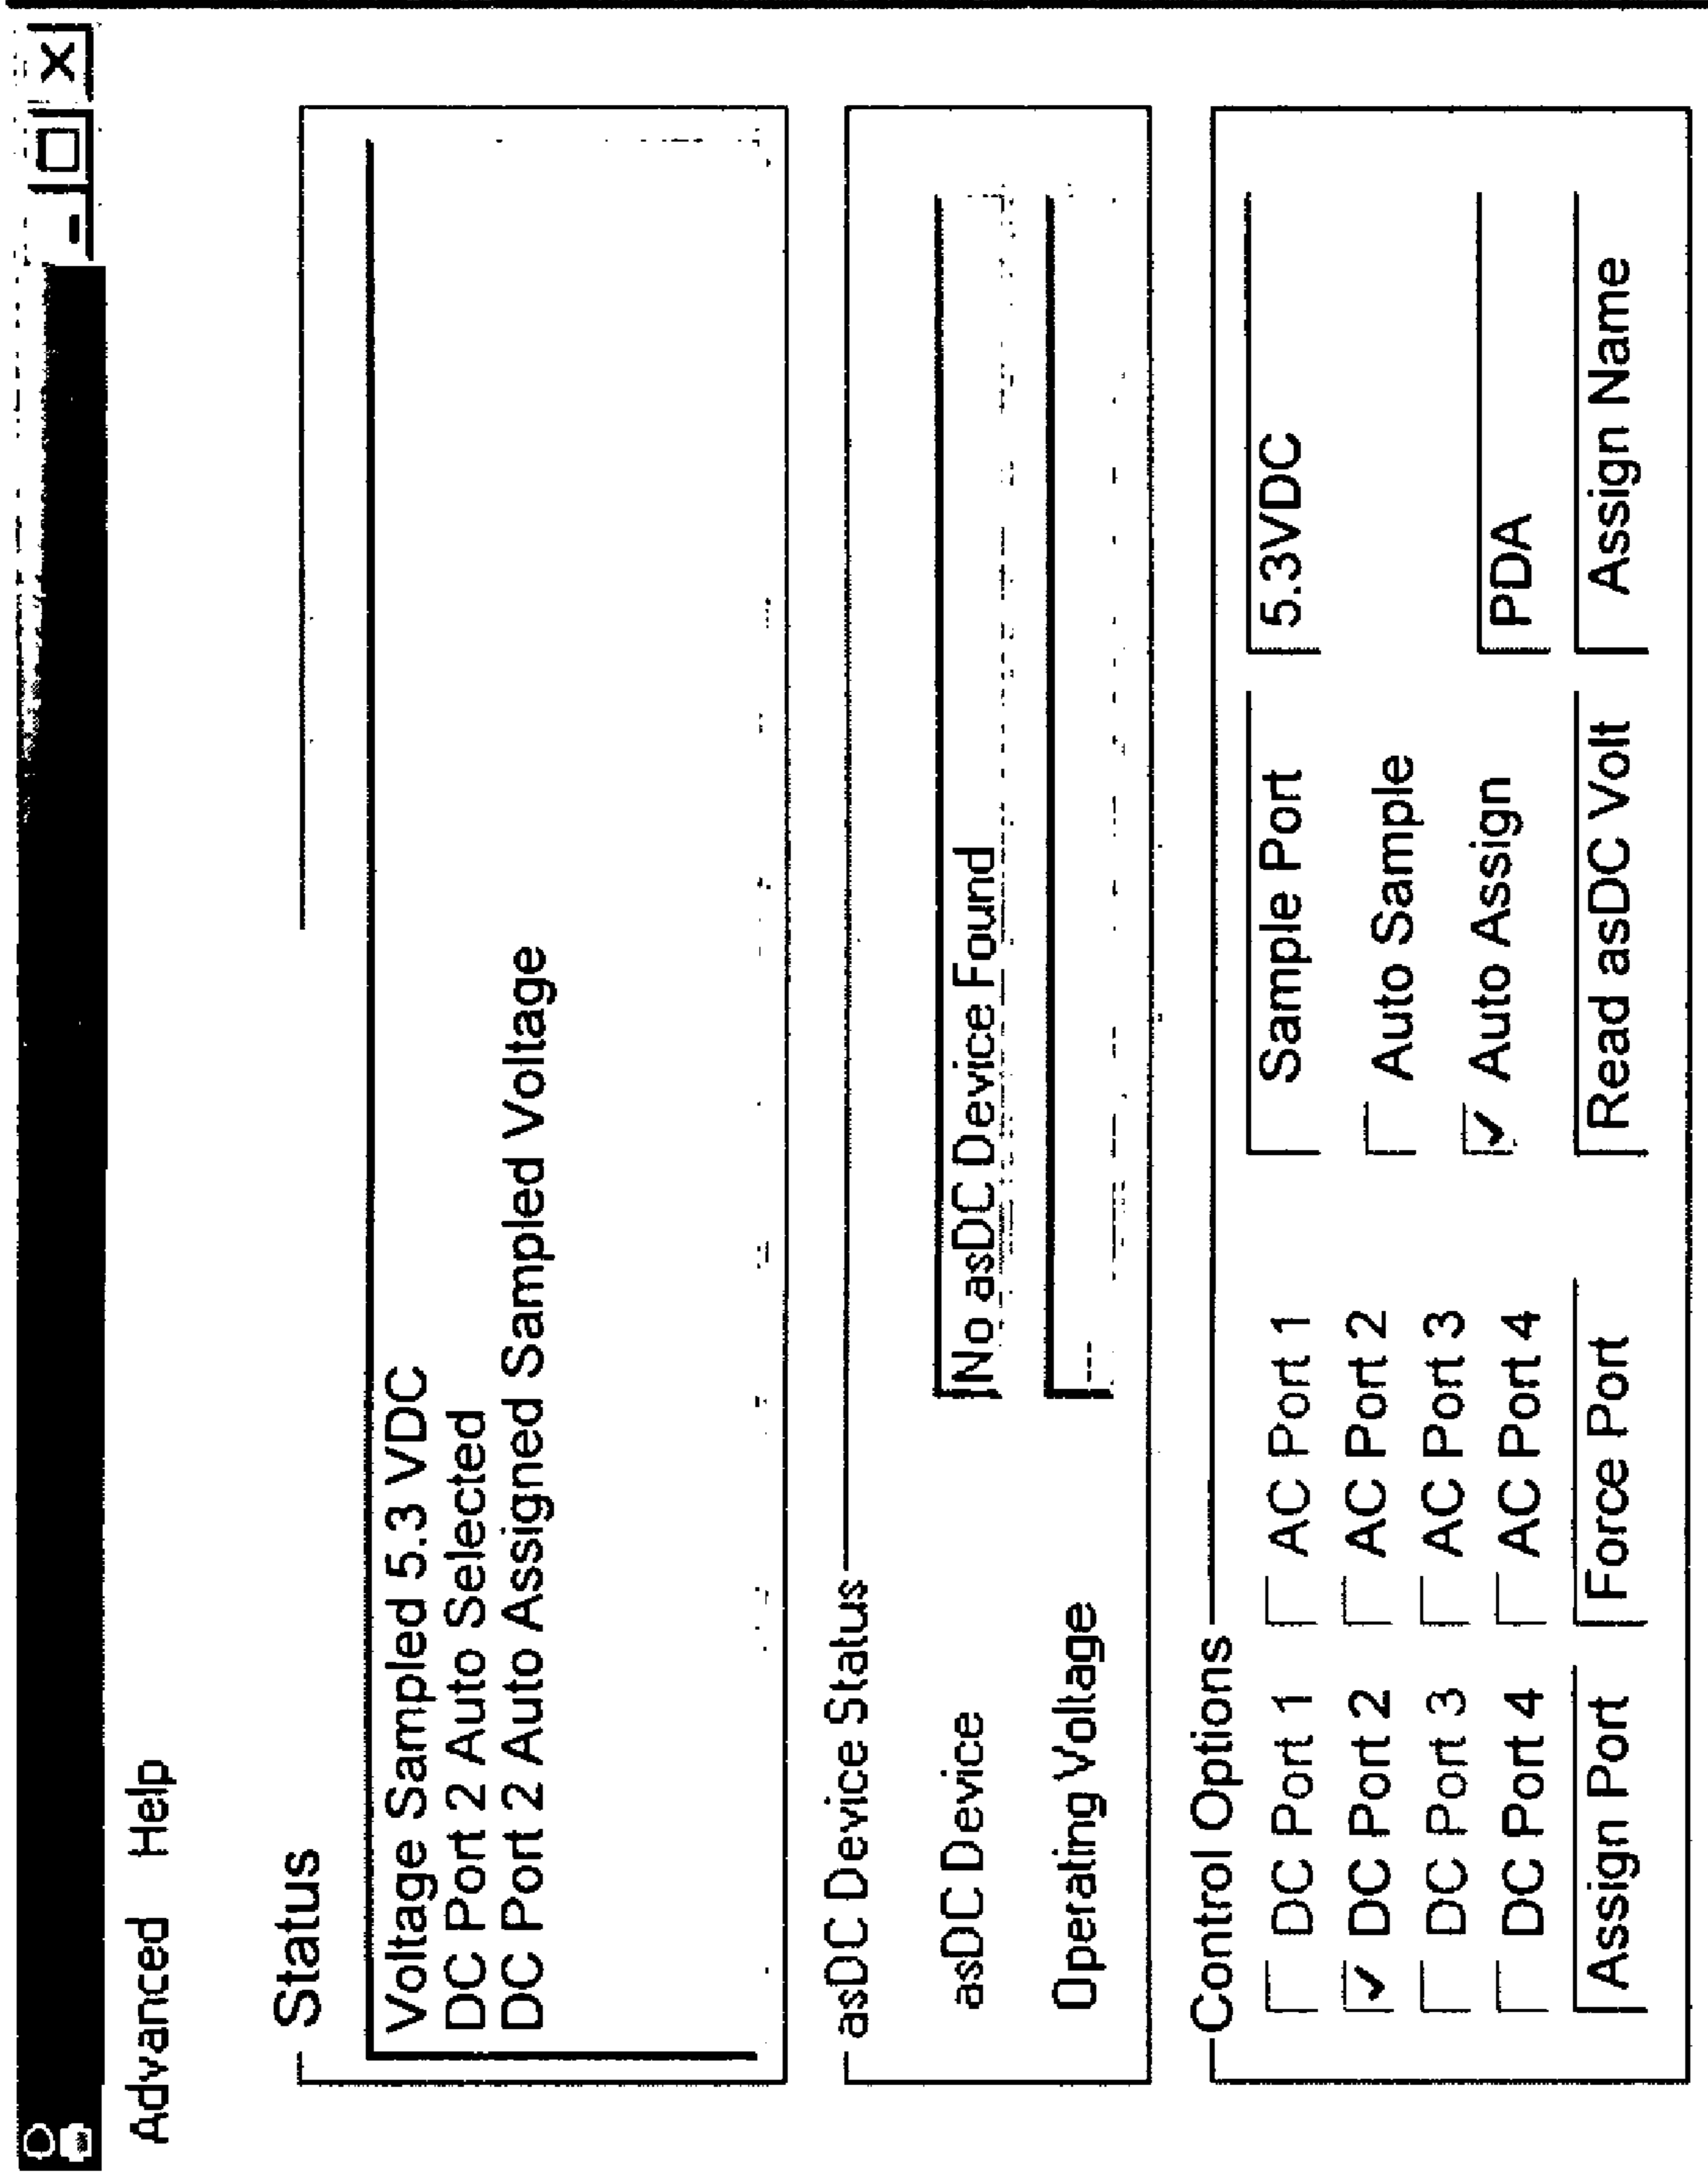 Advanced Help
Status
Voltage Sampled 5.3 VDC
DC Port 2 Auto Selected
DC Port 2 Auto Assigned Sampled Voltage
asDC Device Status
asDC Device No asDC Device Found
Operating Voltage ---
Control Options
DC Port 1 AC Port 1 Sample Port 5.3VDC
DC Port 2 AC Port 2 Auto Sample
DC Port 3 AC Port 3 Auto Assign PDA
DC Port 4 AC Port 4
Assign Port Force Port Read asDC Volt Assign Name